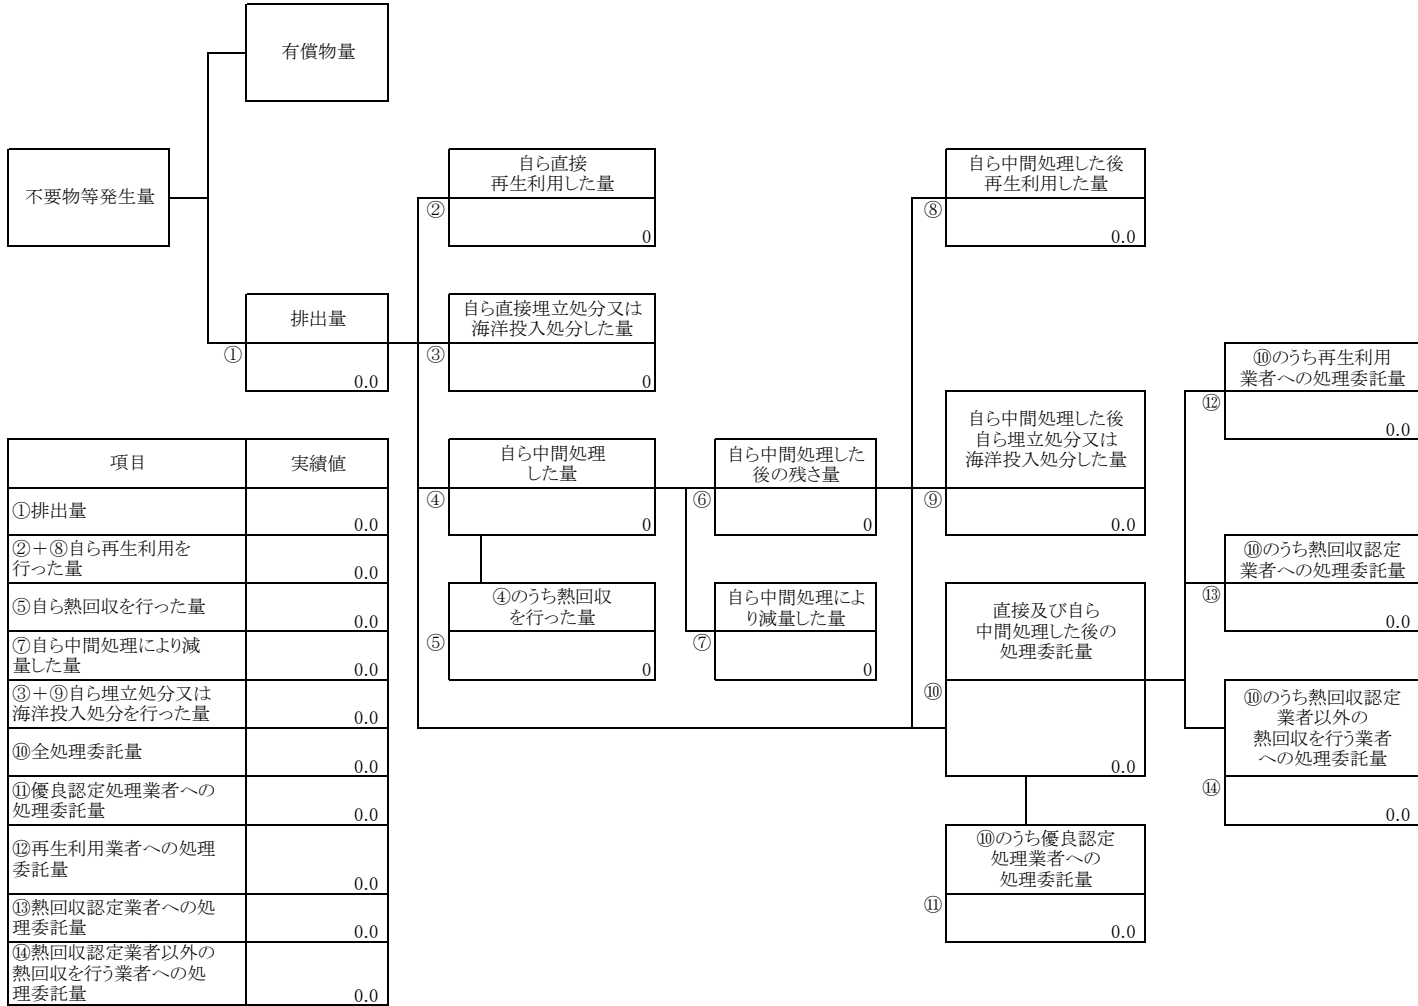 有償物量
不要物等発生量
自ら直接
再生利用した量
②
0
自ら中間処理した後
再生利用した量
⑧
0.0
排出量
①
0.0
自ら直接埋立処分又は
海洋投入処分した量
③
0
⑩のうち再生利用
業者への処理委託量
⑫
0.0
自ら中間処理
した量
④
0
自ら中間処理した
後の残さ量
⑥
0
自ら中間処理した後
自ら埋立処分又は
海洋投入処分した量
⑨
0.0
⑩のうち熱回収認定
業者への処理委託量
⑬
0.0
④のうち熱回収
を行った量
⑤
0
自ら中間処理によ
り減量した量
⑦
0
直接及び自ら
中間処理した後の
処理委託量
⑩
0.0
⑩のうち熱回収認定
業者以外の
熱回収を行う業者
への処理委託量
⑭
0.0
⑩のうち優良認定
処理業者への
処理委託量
⑪
0.0
項目 実績値
①排出量
0.0
②＋⑧自ら再生利用を
行った量
0.0
⑤自ら熱回収を行った量
0.0
⑦自ら中間処理により減
量した量
0.0
③＋⑨自ら埋立処分又は
海洋投入処分を行った量
0.0
⑩全処理委託量
0.0
⑪優良認定処理業者への
処理委託量
0.0
⑫再生利用業者への処理
委託量
0.0
⑬熱回収認定業者への処
理委託量
0.0
⑭熱回収認定業者以外の
熱回収を行う業者への処
理委託量
0.0